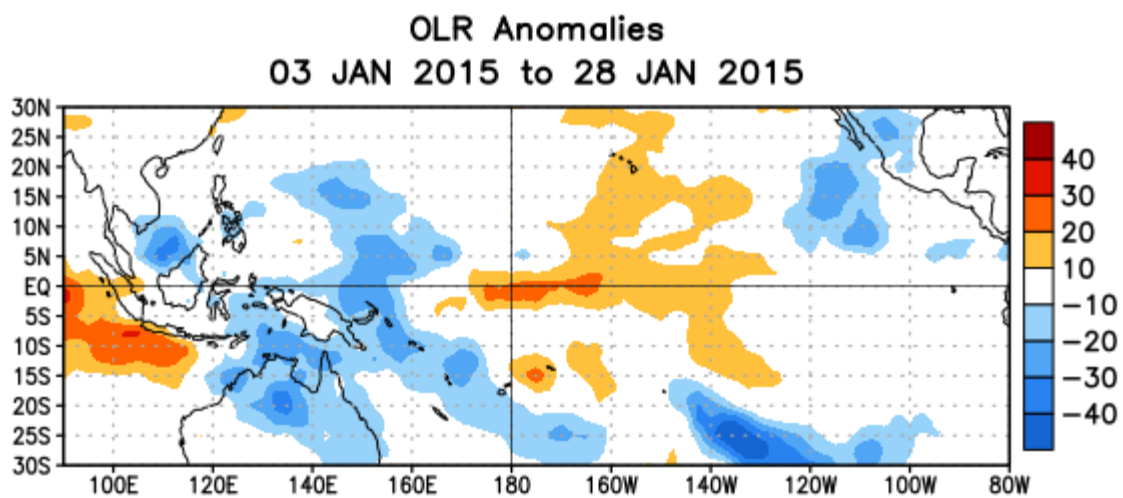 OLR Anomalies
03 JAN 2015 to 28 JAN 2015
30N
25N
20N
15N
10N
5N
EQ
5S
10S
15S
20S
25S
30S
100E 120E 140E 160E 180 160W 140W 120W 100W 80W
40
30
20
10
-10
-20
-30
-40